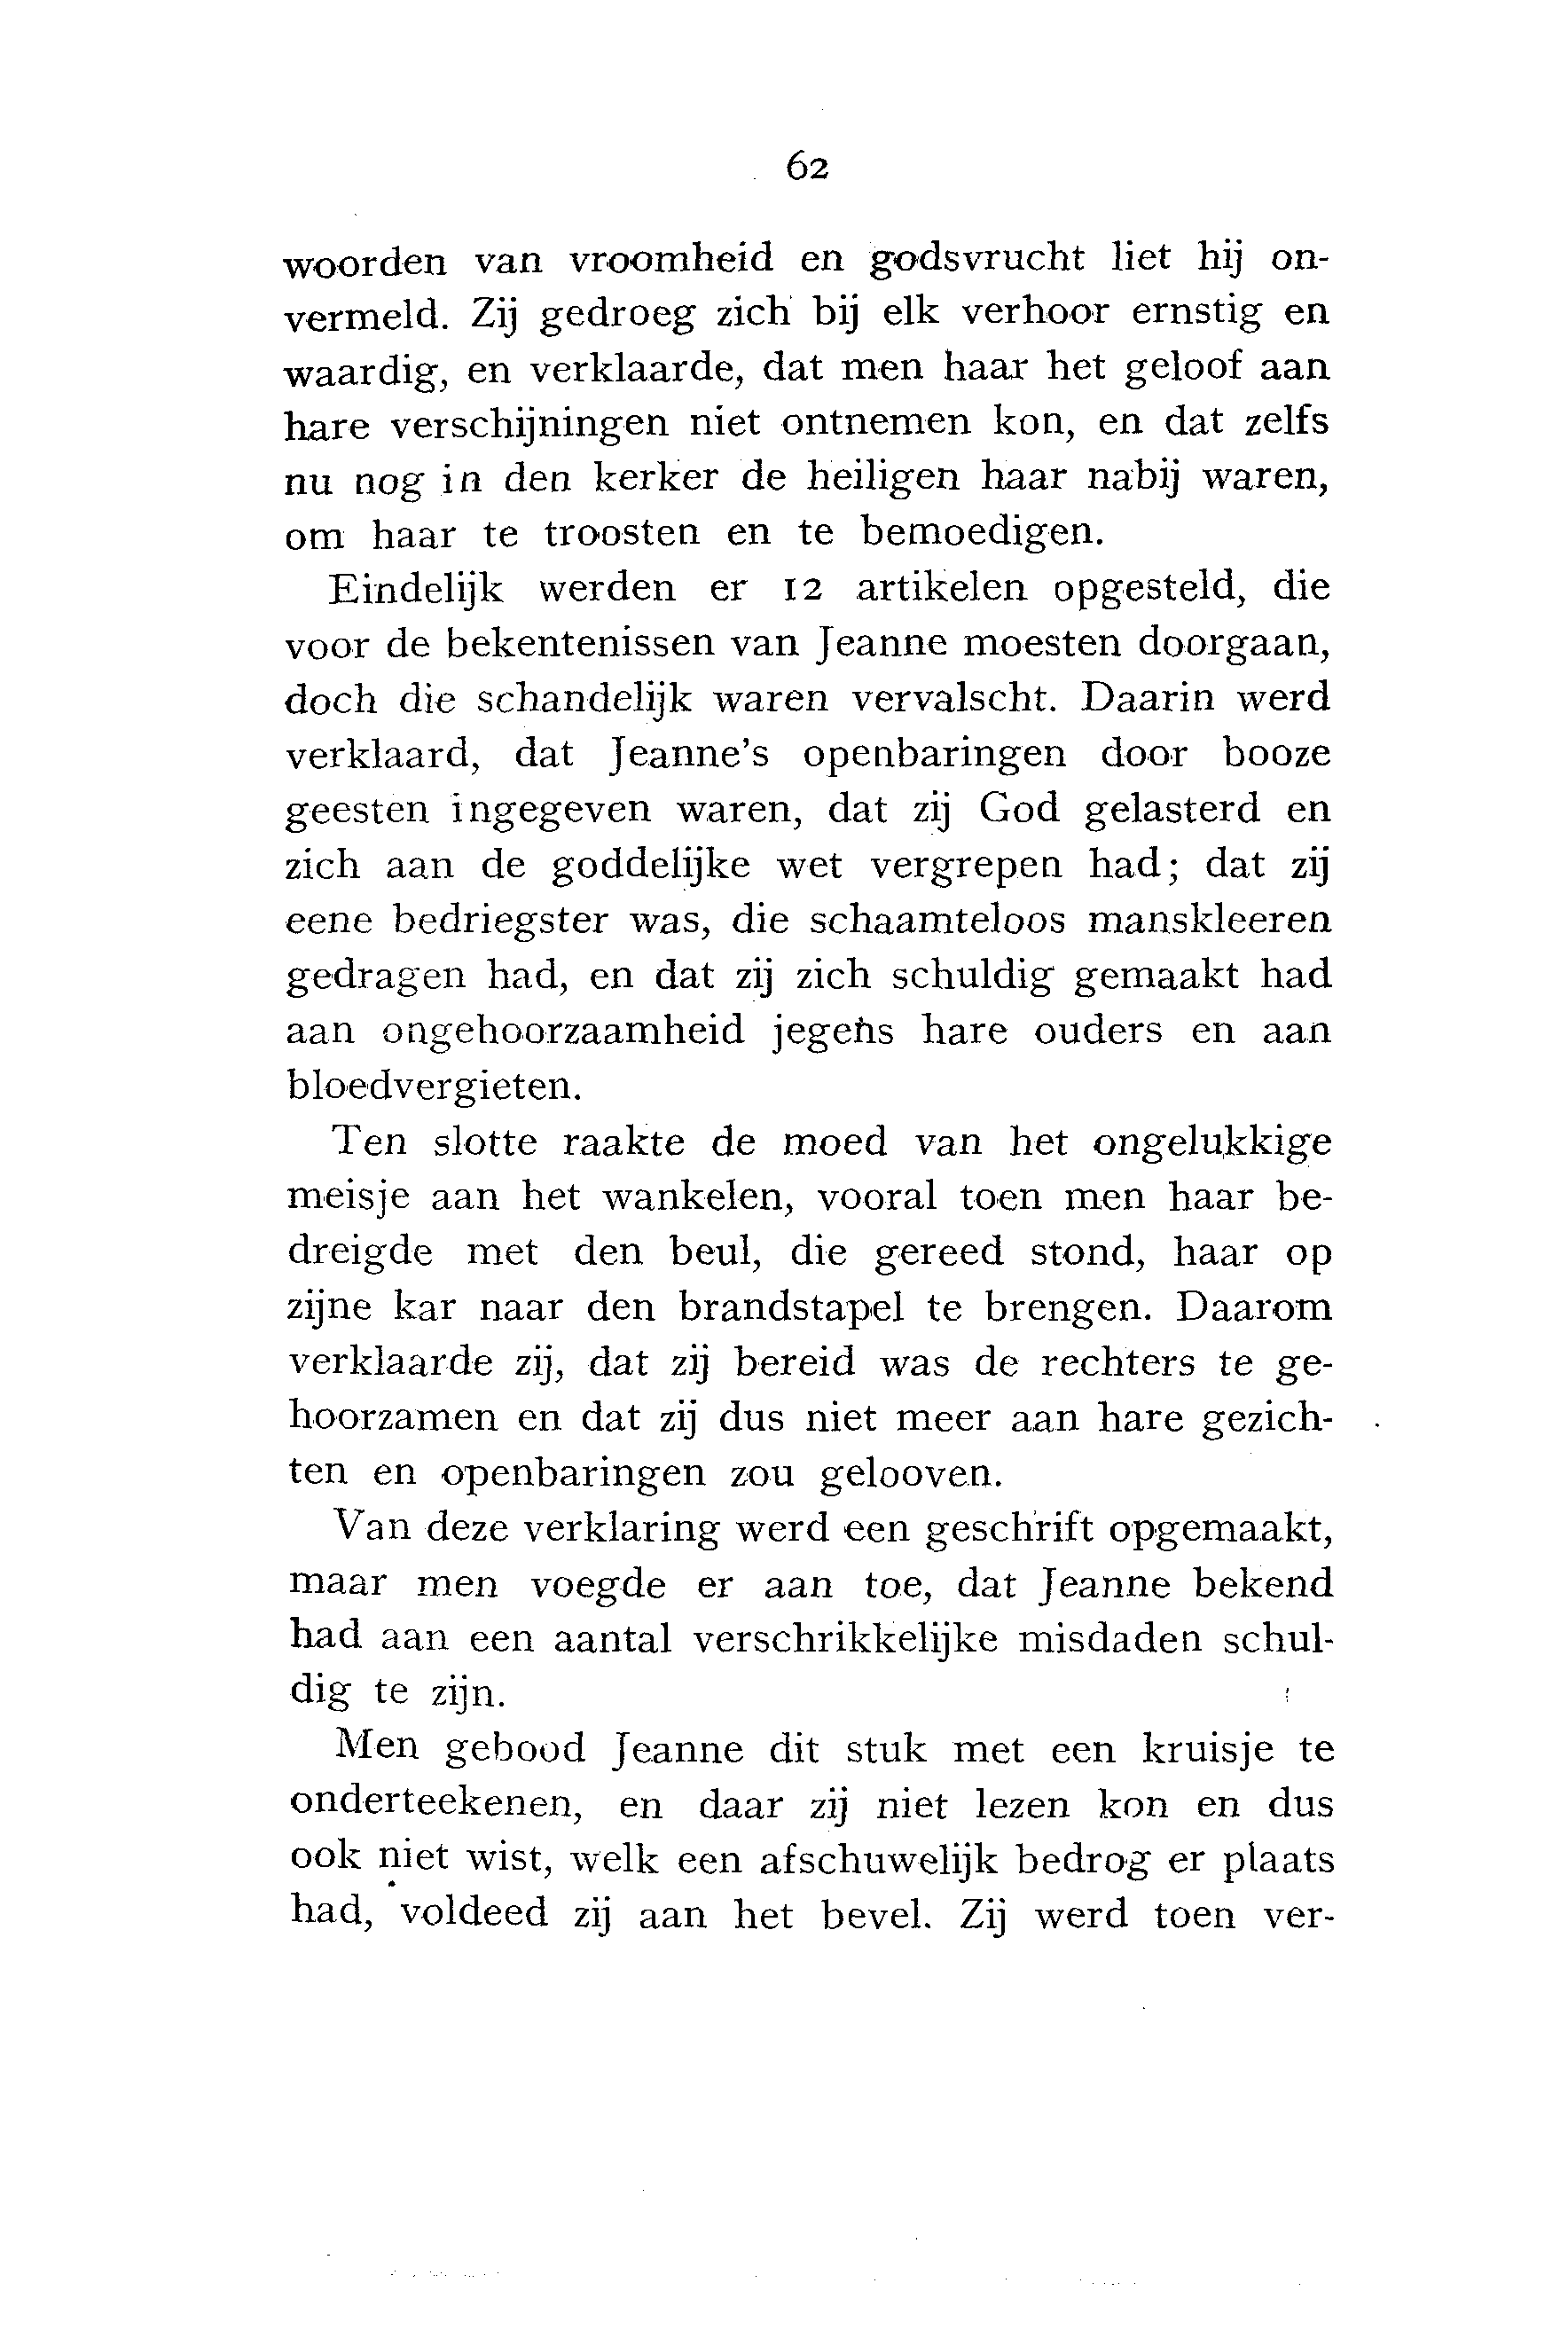 62
woorden van vroomheid en godsvrucht liet hij on-
vermeld. Zij gedroeg zich bij elk verhoor ernstig en
waardig, en verklaarde, dat men haar het geloof aan
hare verschijningen niet ontnemen kon, en dat zelfs
nu nog in den kerker de heiligen haar nabij waren,
om haar te troosten en te bemoedigen.
Eindelijk werden er 12 artikelen opgesteld, die
voor de bekentenissen van Jeanne moesten doorgaan,
doch die schandelijk waren vervalscht. Daarin werd
verklaard, dat Jeanne's openbaringen door booze
geesten ingegeven waren, dat zij God gelasterd en
zich aan de goddelijke wet vergrepen had; dat zij
eene bedriegster was, die schaamteloos manskleeren
gedragen had, en dat zij zich schuldig gemaakt had
aan ongehoorzaamheid jegens hare ouders en aan
bloedvergieten.
Ten slotte raakte de moed van het ongelukkige
meisje aan het wankelen, vooral toen men haar be-
dreigde met den beul, die gereed stond, haar op
zijne kar naar den brandstapel te brengen. Daarom
verklaarde zij, dat zij bereid was de rechters te ge-
hoorzamen en dat zij dus niet meer aan hare gezich-
ten en openbaringen zou gelooven.
Van deze verklaring werd een geschrift opgemaakt,
maar men voegde er aan toe, dat Jeanne bekend
had aan een aantal verschrikkelijke misdaden schul-
dig te zijn.
Men gebood Jeanne dit stuk met een kruisje te
onderteekenen, en daar zij niet lezen kon en dus
ook niet wist, welk een afschuwelijk bedrog er plaats
had, voldeed zij aan het bevel. Zij werd toen ver-